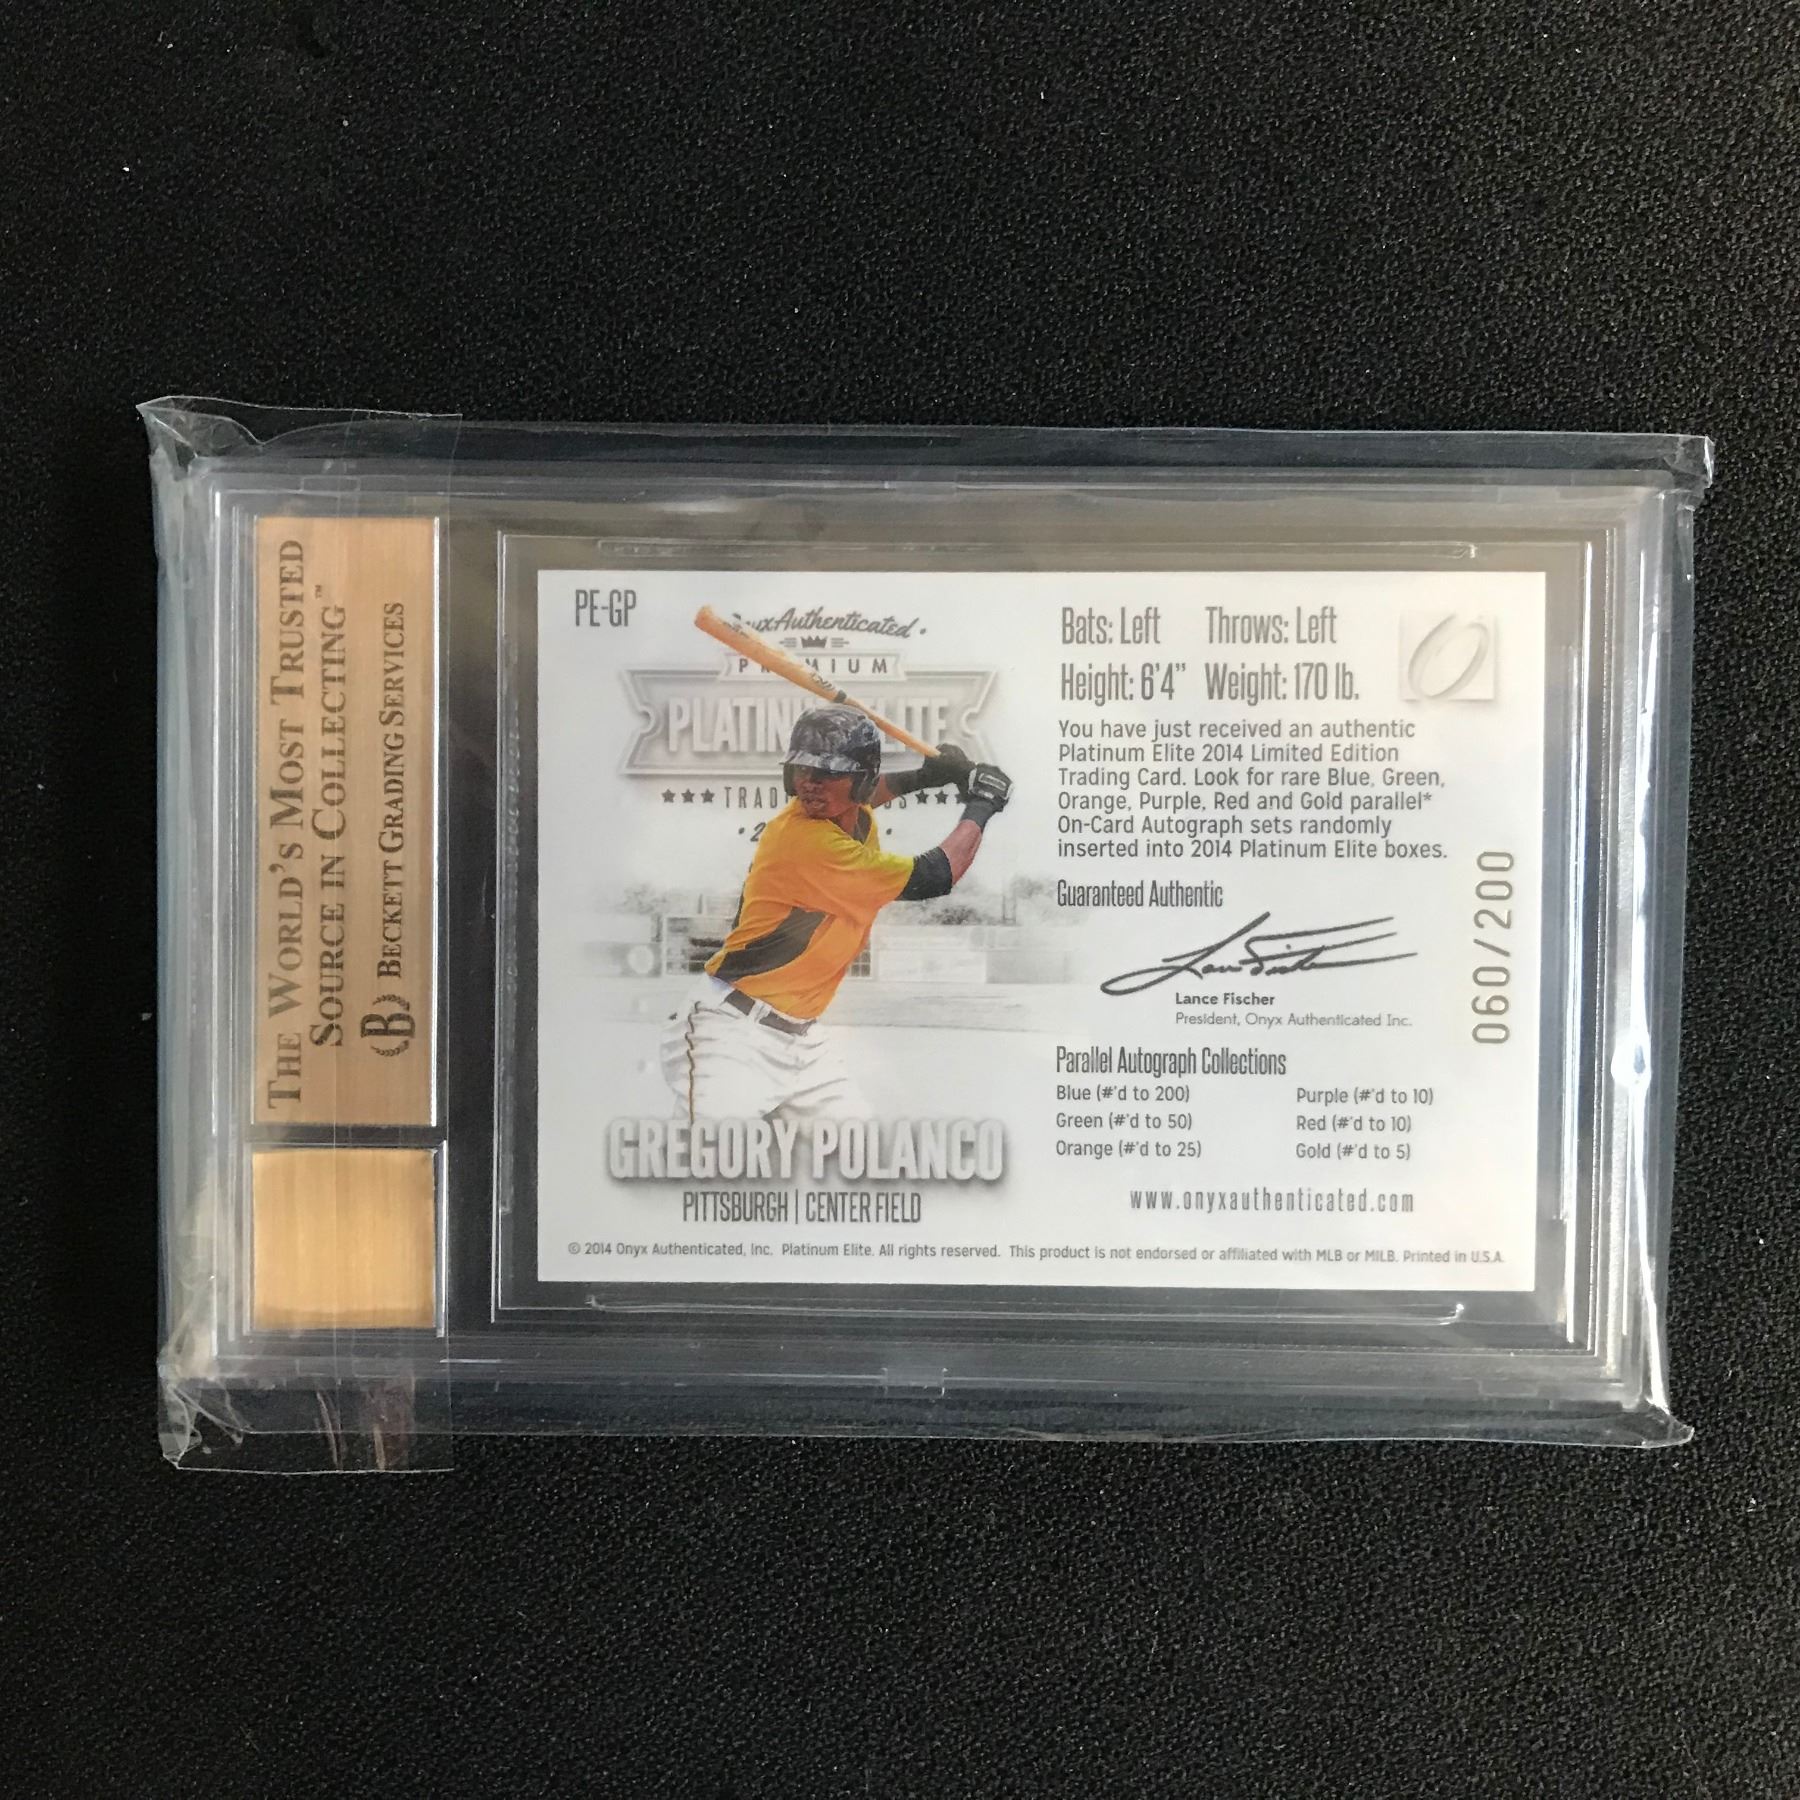 THE WORLD'S MOST TRUSTED
SOURCE IN COLLECTING™
B BECKETT GRADING SERVICES
PE-GP
Authenticated
PLATIN ELITE
★★★ TRAD S ★★★
GREGORY POLANCO
PITTSBURGH | CENTER FIELD
Bats: Left Throws: Left
Height: 6'4" Weight: 170 lb.
You have just received an authentic
Platinum Elite 2014 Limited Edition
Trading Card. Look for rare Blue, Green,
Orange, Purple, Red and Gold parallel*
On-Card Autograph sets randomly
inserted into 2014 Platinum Elite boxes.
Guaranteed Authentic
Lance Fischer
President, Onyx Authenticated Inc.
Parallel Autograph Collections
Blue (#'d to 200) Purple (#'d to 10)
Green (#'d to 50) Red (#'d to 10)
Orange (#'d to 25) Gold (#'d to 5)
www.onyxauthenticated.com
060/200
© 2014 Onyx Authenticated, Inc. Platinum Elite. All rights reserved. This product is not endorsed or affiliated with MLB or MILB. Printed in U.S.A.